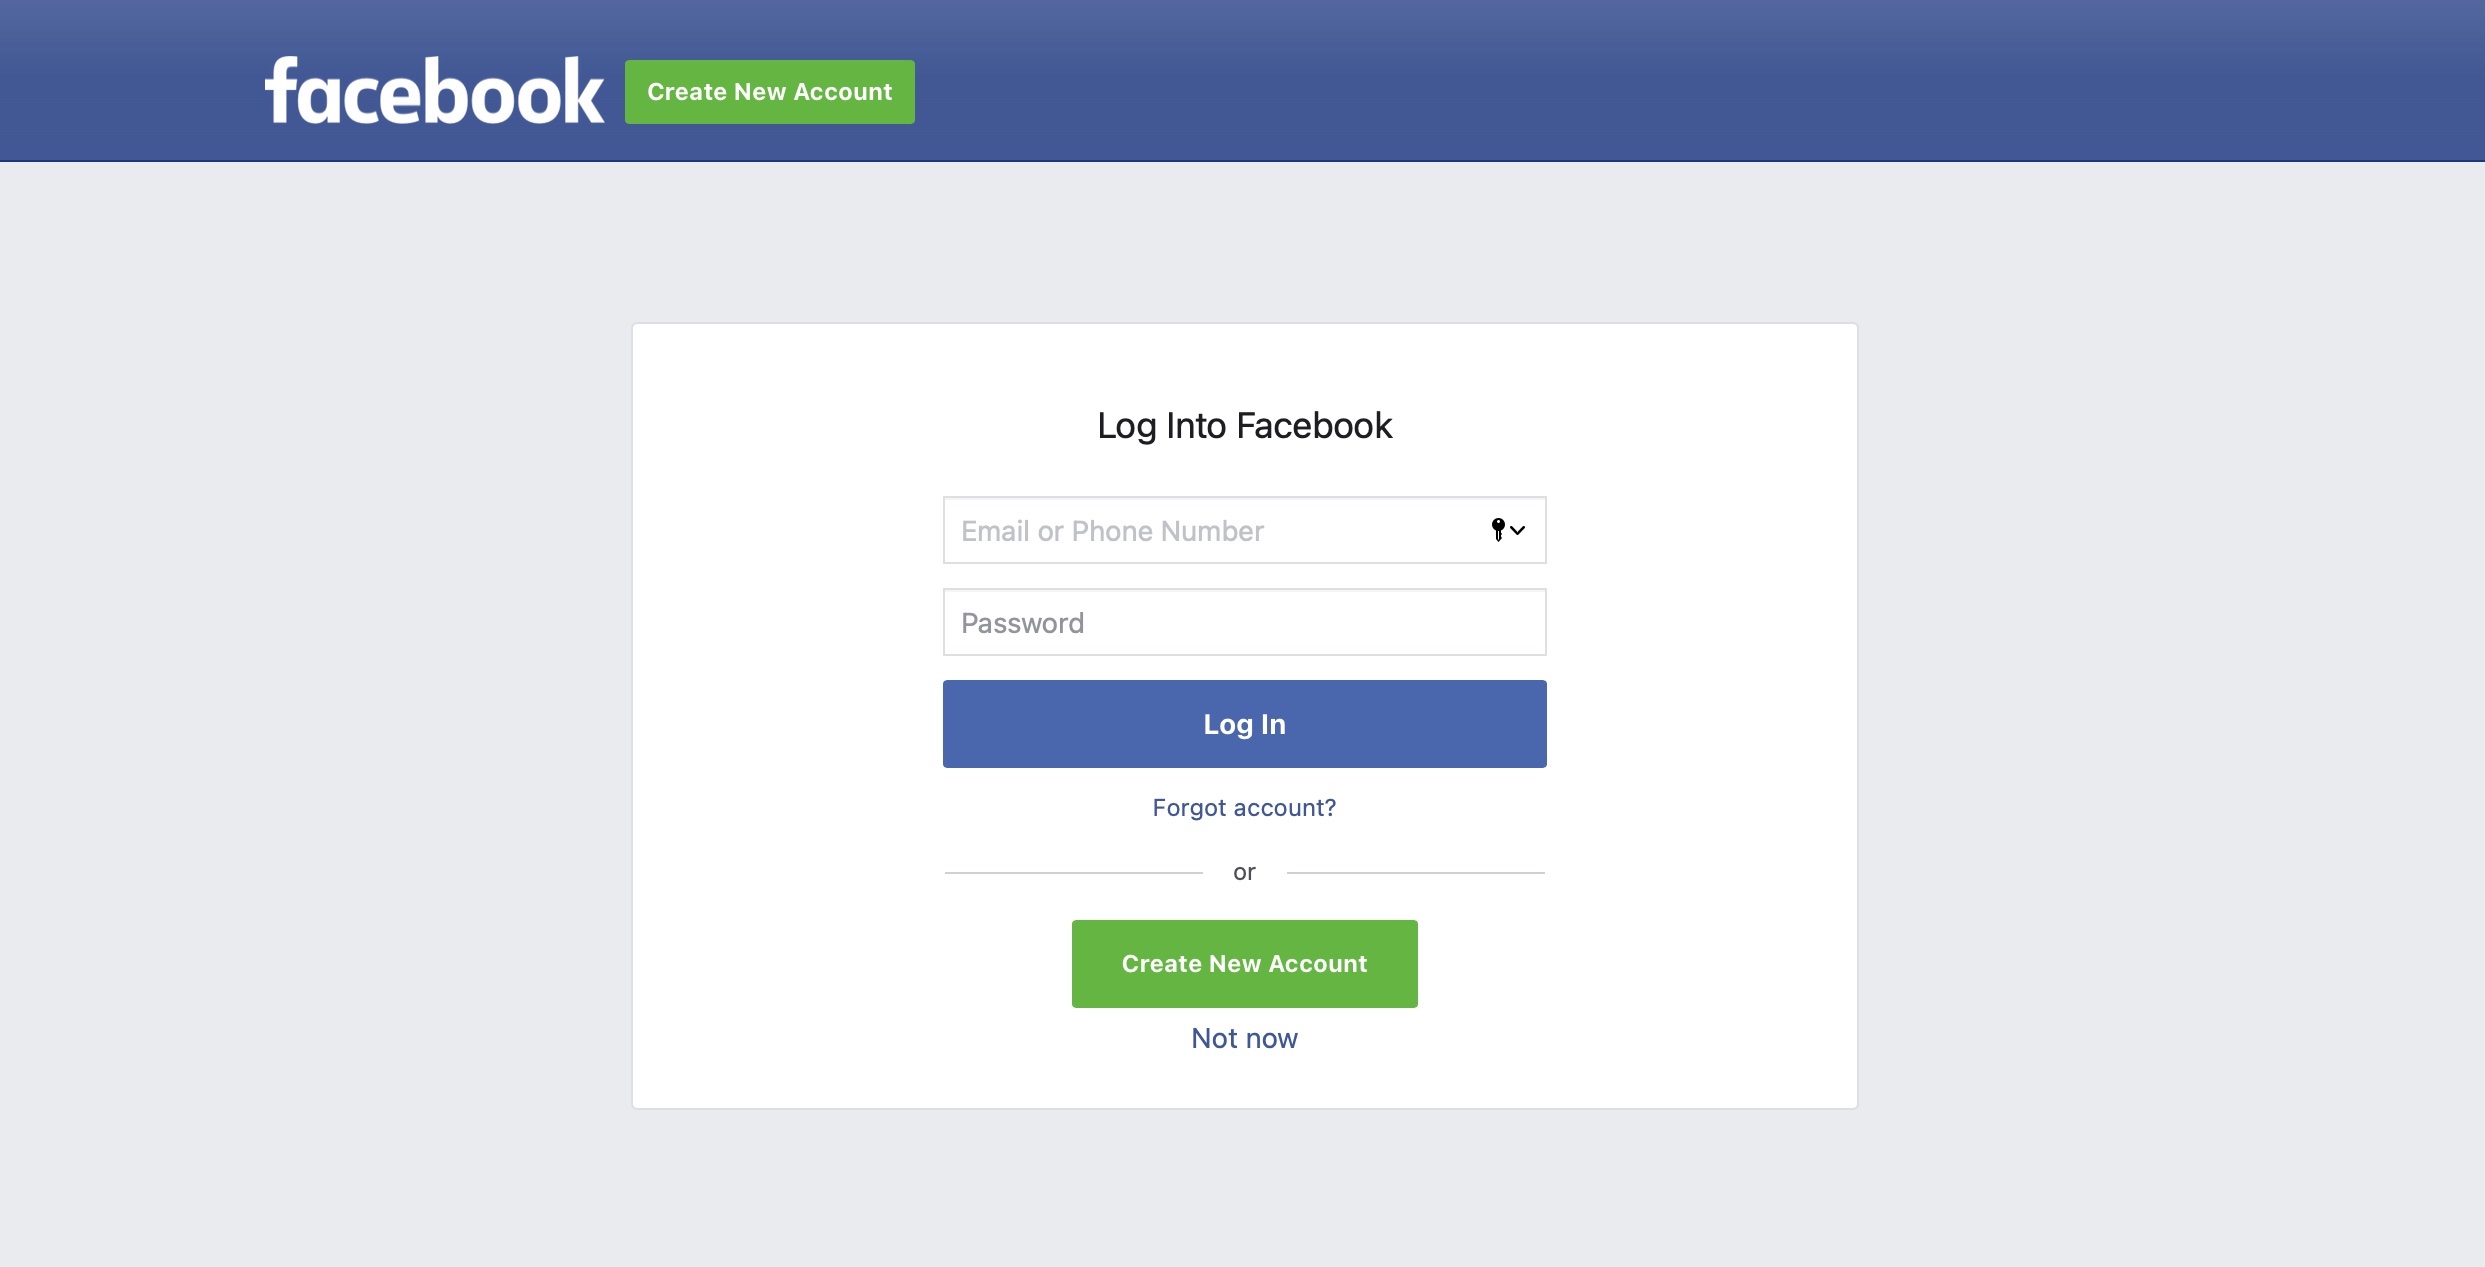 facebook
Create New Account
Log Into Facebook
Email or Phone Number
Password
Log In
Forgot account?
or
Create New Account
Not now